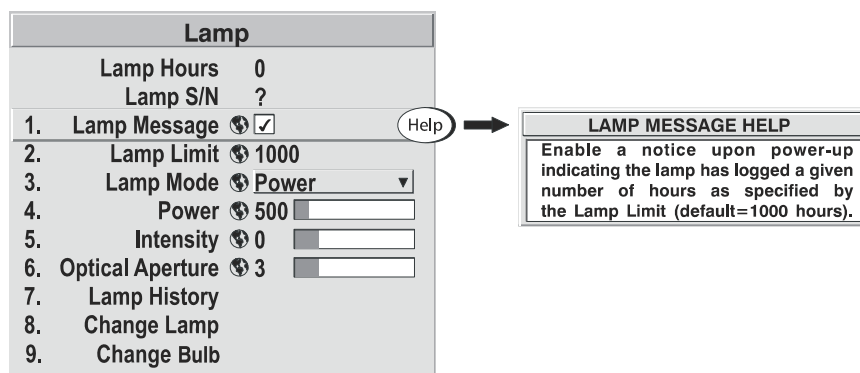 Lamp
Lamp Hours 0
Lamp S/N ?
1. Lamp Message
2. Lamp Limit 1000
3. Lamp Mode Power
4. Power 500
5. Intensity 0
6. Optical Aperture 3
7. Lamp History
8. Change Lamp
9. Change Bulb
Help
LAMP MESSAGE HELP
Enable a notice upon power-up
indicating the lamp has logged a given
number of hours as specified by
the Lamp Limit (default=1000 hours).